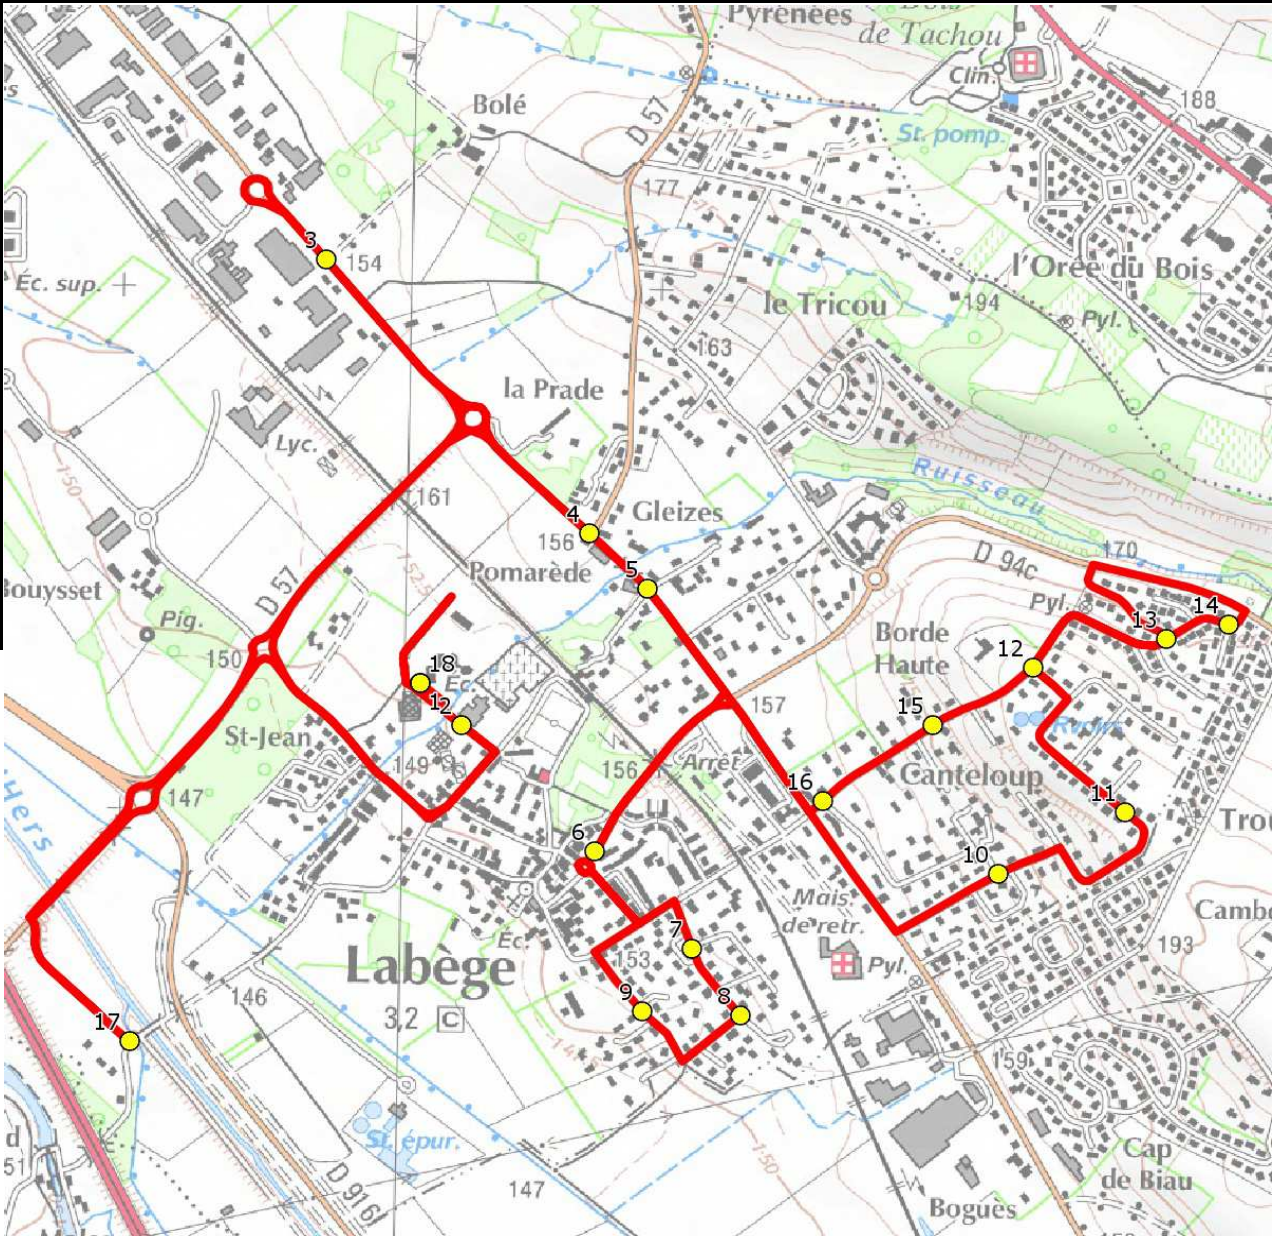 Pyrénées
de Tachou
Clin.
188
Bolé
D 57
St. pomp.
177
3
154
l'Orée du Bois
Éc. sup.
le Tricou
194
Pyl.
163
la Prade
Lyc.
150
161
Ruisseau
Gleizes
4
156
D 94c
170
5
Pomarède
D 57
Bouysset
Pyl.
14
Pig.
13
Borde
Haute
12
150
18
Éc.
12
157
15
Rvoirs
St-Jean
149
156
Arrêt
Canteloup
147
16
11
Hers
6
10
Mais.
de retr.
Éc.
7
153
193
Labège
Pyl.
146
9
8
3,2 C
17
159
St. épur.
150
Cap
de Biau
D 916
147
Bogues